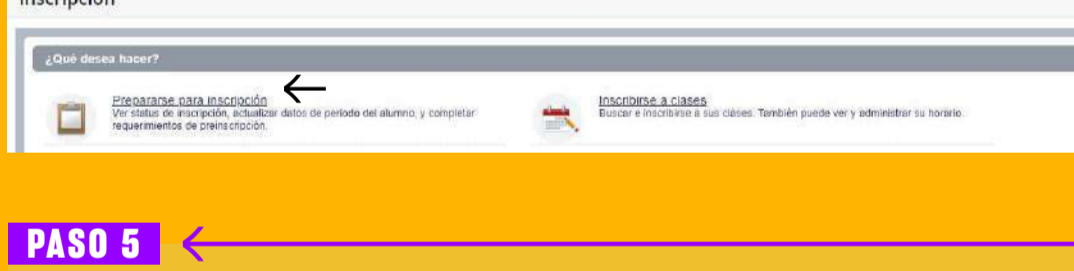 Inscripción
¿Qué desea hacer?
Prepararse para inscripción
Ver status de inscripción, actualizar datos de periodo del alumno, y completar
requerimientos de preinscripción.
Inscribirse a clases
Buscar e inscribirse a sus clases. También puede ver y administrar su horario.
PASO 5